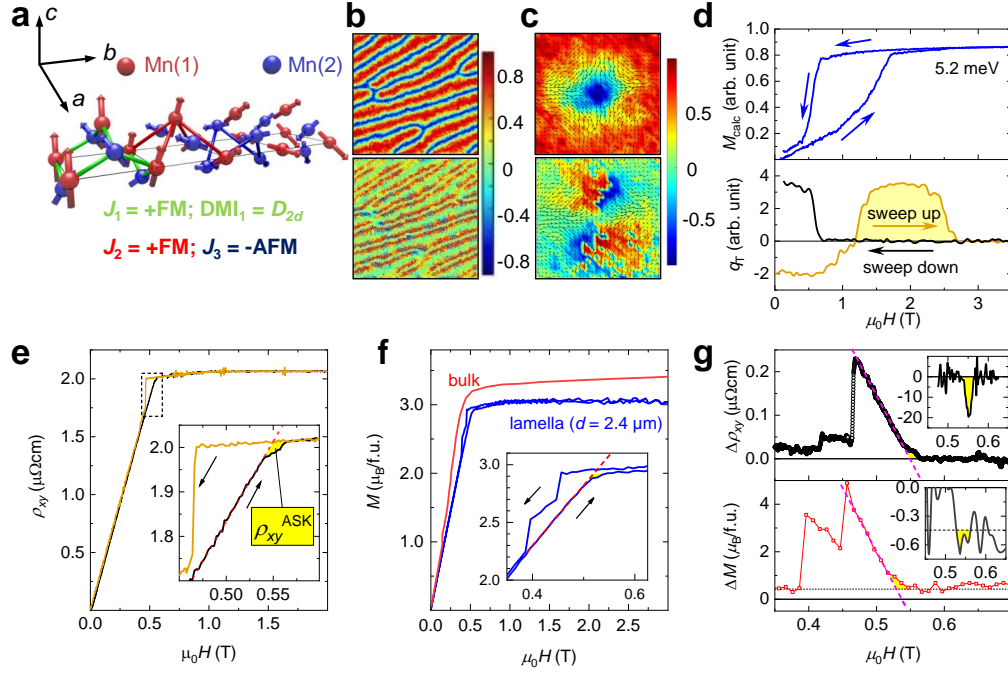 a
c
b
a
Mn(1)
Mn(2)
J₁ = +FM; DMI₁ = D₂d
J₂ = +FM; J₃ = -AFM
b
0.8
0.4
0
-0.4
-0.8
c
0.5
0
-0.5
d
M_calc (arb. unit)
0.8
0.6
0.4
0.2
0.0
5.2 meV
q_T (arb. unit)
4
2
0
-2
sweep up
sweep down
0 1 2 3
μ₀H (T)
e
ρxy (μΩcm)
2.0
1.5
1.0
0.5
2.0
1.9
1.8
ρxy^ASK
0.50 0.55
0.0 0.5 1.0 1.5
μ₀H (T)
f
M (μB/f.u.)
3.0
2.0
1.0
0.0
bulk
lamella (d = 2.4 μm)
3.0
2.5
2.0
0.4 0.6
0.0 0.5 1.0 1.5 2.0 2.5 3.0
μ₀H (T)
g
Δρxy (μΩcm)
0.2
0.1
0.0
0
-10
-20
0.5 0.6
ΔM (μB/f.u.)
4
2
0
0.0
-0.3
-0.6
0.5 0.6
0.4 0.5 0.6 0.7
μ₀H (T)